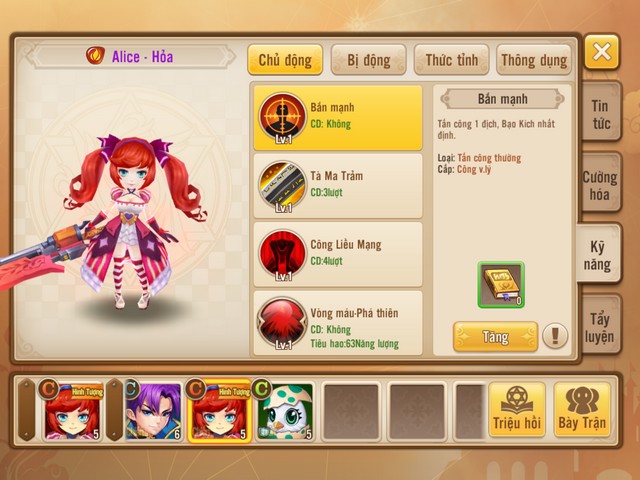 Alice - Hỏa
Chủ động
Bị động
Thức tỉnh
Thông dụng
Bắn mạnh
CD: Không
Lv.1
Tà Ma Trảm
CD:3lượt
Lv.1
Công Liều Mạng
CD:4lượt
Lv.1
Vòng máu-Phá thiên
CD: Không
Tiêu hao:63Năng lượng
Lv.1
Bắn mạnh
Tấn công 1 địch, Bạo Kích nhất
định.
Loại: Tấn công thường
Cấp: Công v.lý
0
Tăng
Tin
tức
Cường
hóa
Kỹ
năng
Tẩy
luyện
C
Hình Tượng
5
C
6
C
Hình Tượng
5
C
5
Triệu hồi
Bày Trận